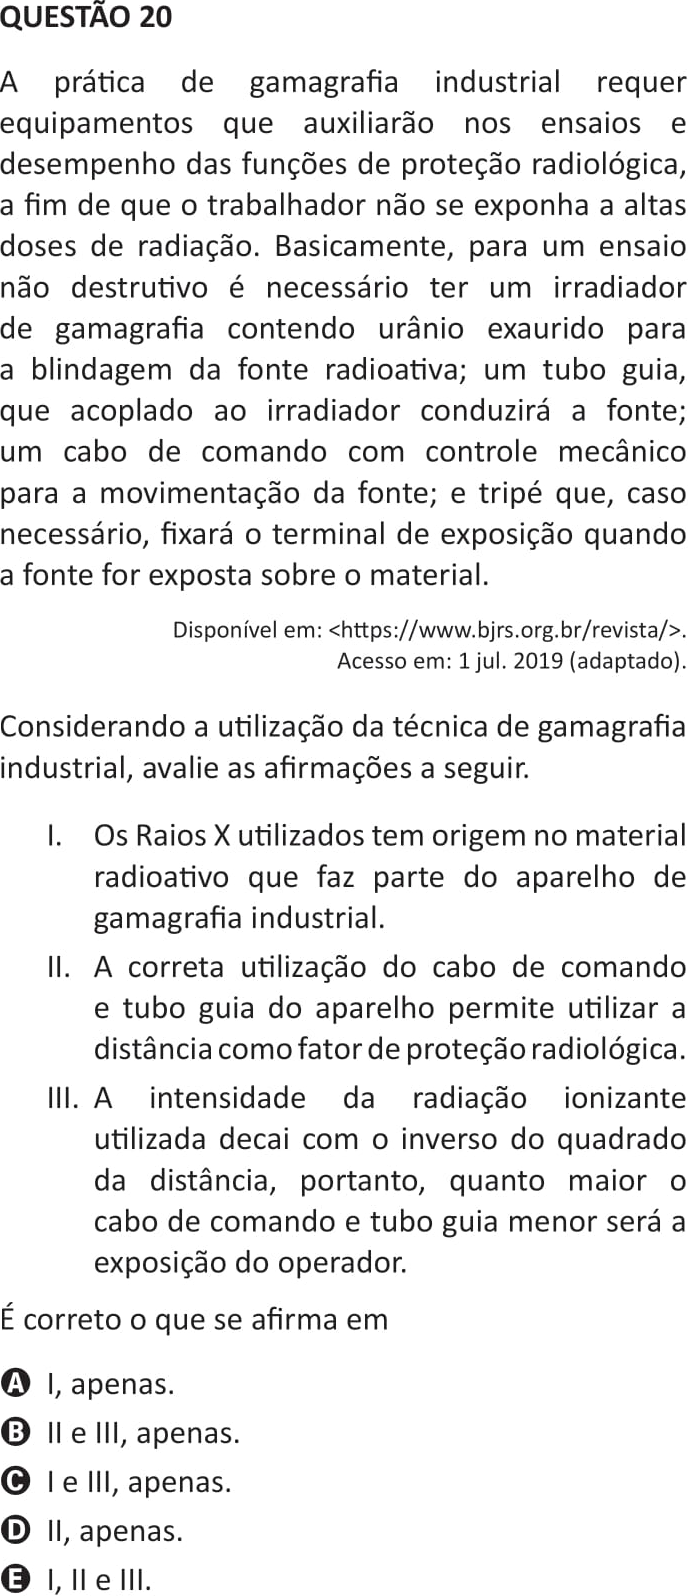 QUESTÃO 20
A prática de gamagrafia industrial requer
equipamentos que auxiliarão nos ensaios e
desempenho das funções de proteção radiológica,
a fim de que o trabalhador não se exponha a altas
doses de radiação. Basicamente, para um ensaio
não destrutivo é necessário ter um irradiador
de gamagrafia contendo urânio exaurido para
a blindagem da fonte radioativa; um tubo guia,
que acoplado ao irradiador conduzirá a fonte;
um cabo de comando com controle mecânico
para a movimentação da fonte; e tripé que, caso
necessário, fixará o terminal de exposição quando
a fonte for exposta sobre o material.
Disponível em: <https://www.bjrs.org.br/revista/>.
Acesso em: 1 jul. 2019 (adaptado).
Considerando a utilização da técnica de gamagrafia
industrial, avalie as afirmações a seguir.
I. Os Raios X utilizados tem origem no material
radioativo que faz parte do aparelho de
gamagrafia industrial.
II. A correta utilização do cabo de comando
e tubo guia do aparelho permite utilizar a
distância como fator de proteção radiológica.
III. A intensidade da radiação ionizante
utilizada decai com o inverso do quadrado
da distância, portanto, quanto maior o
cabo de comando e tubo guia menor será a
exposição do operador.
É correto o que se afirma em
A I, apenas.
B II e III, apenas.
C I e III, apenas.
D II, apenas.
E I, II e III.